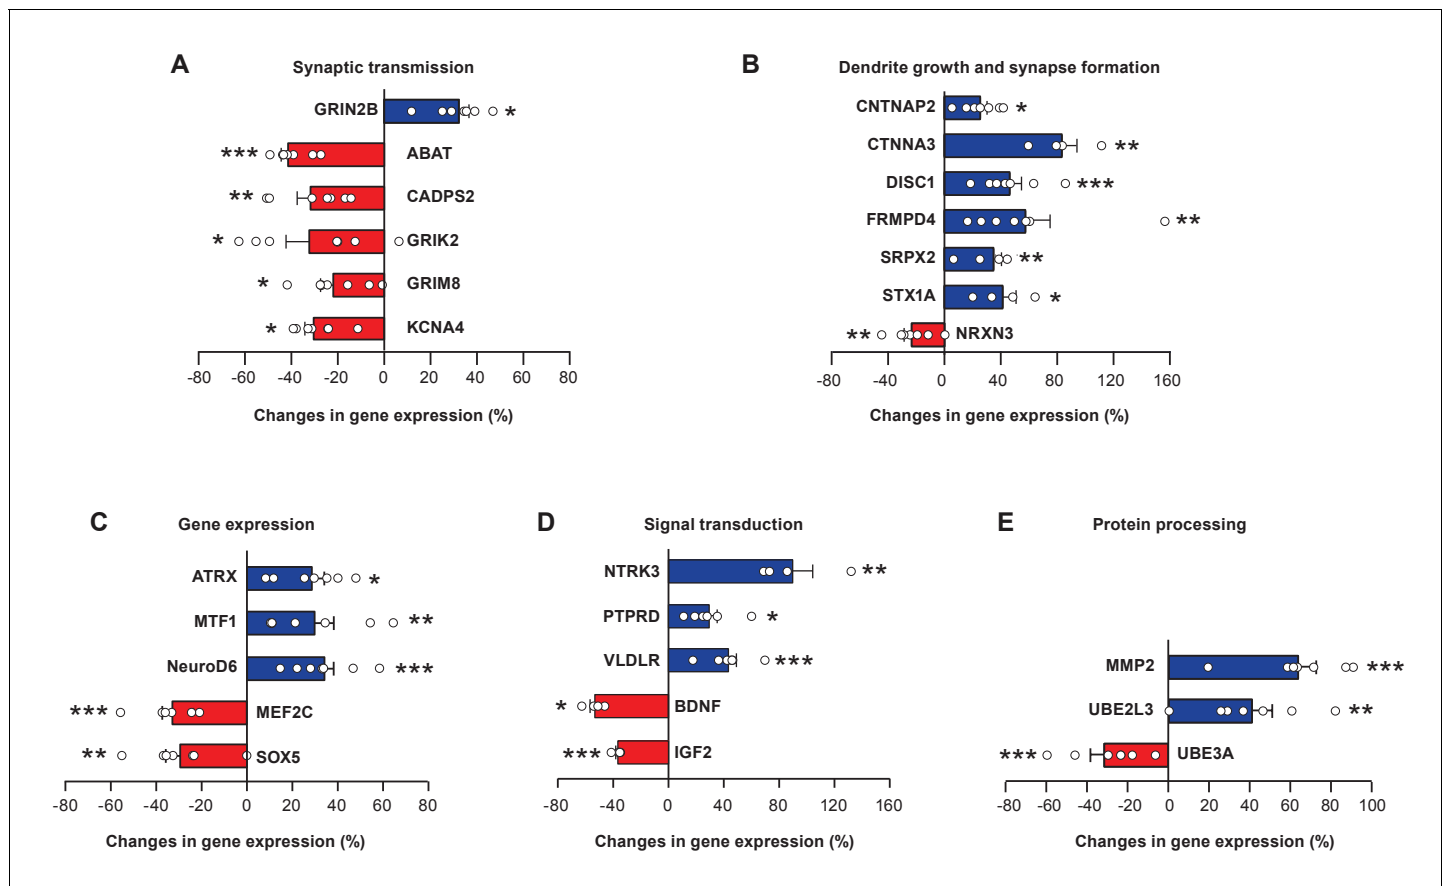 A Synaptic transmission
GRIN2B *
*** ABAT
** CADPS2
* GRIK2
* GRIM8
* KCNA4
-80 -60 -40 -20 0 20 40 60 80
Changes in gene expression (%)
B Dendrite growth and synapse formation
CNTNAP2 *
CTNNA3 **
DISC1 ***
FRMPD4 **
SRPX2 **
STX1A *
** NRXN3
-80 -40 0 40 80 120 160
Changes in gene expression (%)
C Gene expression
ATRX *
MTF1 **
NeuroD6 ***
*** MEF2C
** SOX5
-80 -60 -40 -20 0 20 40 60 80
Changes in gene expression (%)
D Signal transduction
NTRK3 **
PTPRD *
VLDLR ***
* BDNF
*** IGF2
-80 -40 0 40 80 120 160
Changes in gene expression (%)
E Protein processing
MMP2 ***
UBE2L3 **
*** UBE3A
-80 -60 -40 -20 0 20 40 60 80 100
Changes in gene expression (%)